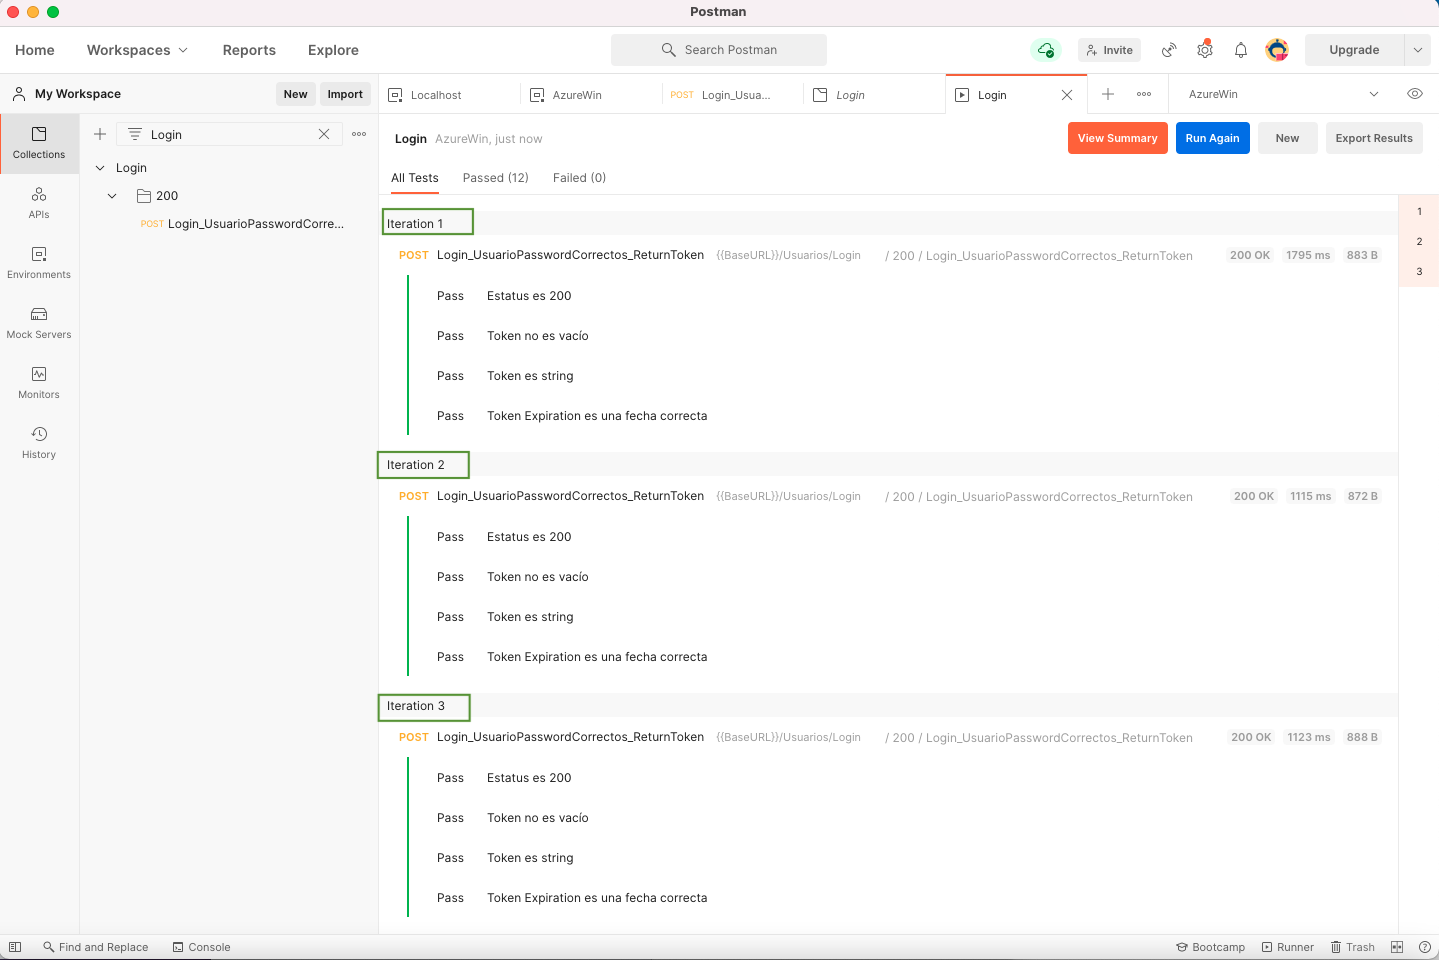 Postman
Home Workspaces Reports Explore Search Postman Invite Upgrade
My Workspace New Import Localhost AzureWin POST Login_Usua... Login Login AzureWin
Collections
APIs
Environments
Mock Servers
Monitors
History
Login
Login
200
POST Login_UsuarioPasswordCorre...
Login AzureWin, just now View Summary Run Again New Export Results
All Tests Passed (12) Failed (0)
Iteration 1
POST Login_UsuarioPasswordCorrectos_ReturnToken {{BaseURL}}/Usuarios/Login / 200 / Login_UsuarioPasswordCorrectos_ReturnToken 200 OK 1795 ms 883 B
Pass Estatus es 200
Pass Token no es vacío
Pass Token es string
Pass Token Expiration es una fecha correcta
Iteration 2
POST Login_UsuarioPasswordCorrectos_ReturnToken {{BaseURL}}/Usuarios/Login / 200 / Login_UsuarioPasswordCorrectos_ReturnToken 200 OK 1115 ms 872 B
Pass Estatus es 200
Pass Token no es vacío
Pass Token es string
Pass Token Expiration es una fecha correcta
Iteration 3
POST Login_UsuarioPasswordCorrectos_ReturnToken {{BaseURL}}/Usuarios/Login / 200 / Login_UsuarioPasswordCorrectos_ReturnToken 200 OK 1123 ms 888 B
Pass Estatus es 200
Pass Token no es vacío
Pass Token es string
Pass Token Expiration es una fecha correcta
1
2
3
Find and Replace Console Bootcamp Runner Trash